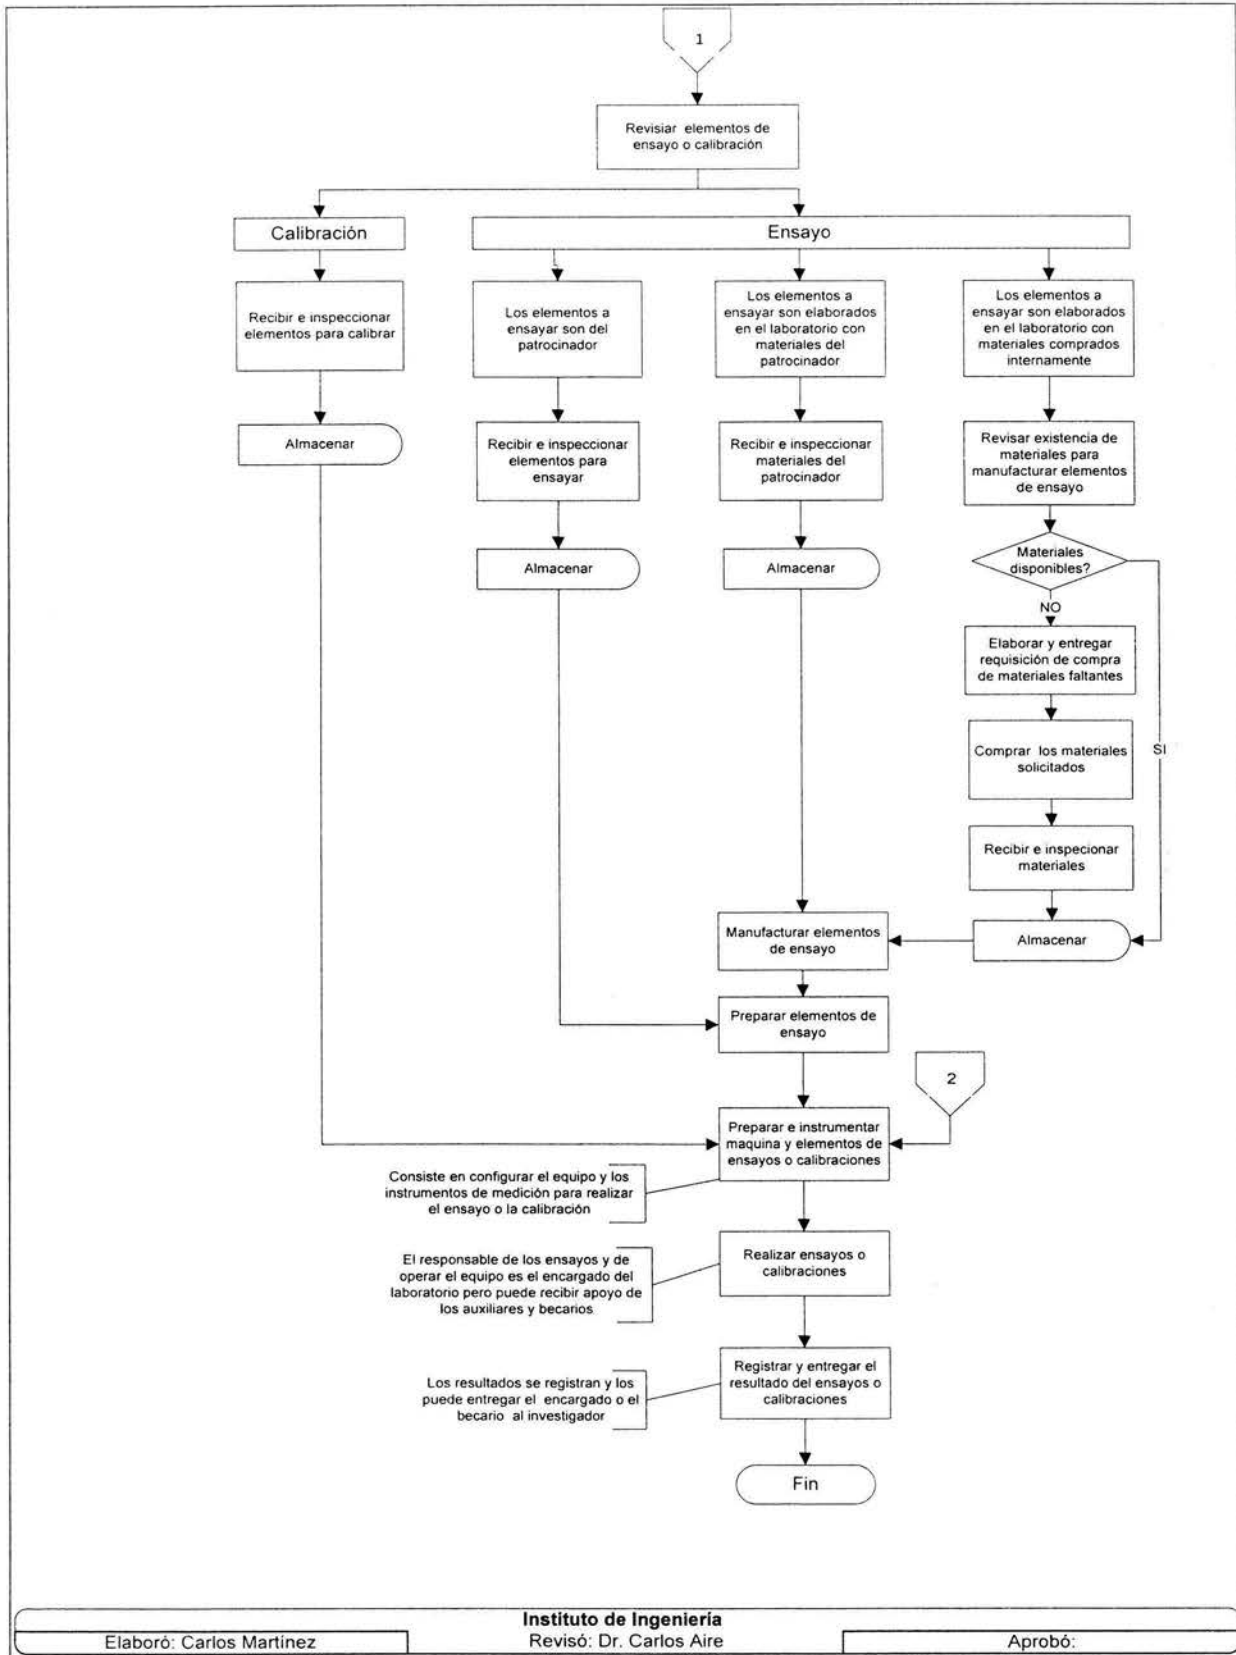 1
Revisiar elementos de
ensayo o calibración
Calibración
Ensayo
Recibir e inspeccionar
elementos para calibrar
Los elementos a
ensayar son del
patrocinador
Los elementos a
ensayar son elaborados
en el laboratorio con
materiales del
patrocinador
Los elementos a
ensayar son elaborados
en el laboratorio con
materiales comprados
internamente
Almacenar
Recibir e inspeccionar
elementos para
ensayar
Recibir e inspeccionar
materiales del
patrocinador
Revisar existencia de
materiales para
manufacturar elementos
de ensayo
Almacenar
Almacenar
Materiales
disponibles?
NO
Elaborar y entregar
requisición de compra
de materiales faltantes
Comprar los materiales
solicitados
SI
Recibir e inspecionar
materiales
Manufacturar elementos
de ensayo
Almacenar
Preparar elementos de
ensayo
2
Preparar e instrumentar
maquina y elementos de
ensayos o calibraciones
Consiste en configurar el equipo y los
instrumentos de medición para realizar
el ensayo o la calibración
El responsable de los ensayos y de
operar el equipo es el encargado del
laboratorio pero puede recibir apoyo de
los auxiliares y becarios
Realizar ensayos o
calibraciones
Los resultados se registran y los
puede entregar el encargado o el
becario al investigador
Registrar y entregar el
resultado del ensayos o
calibraciones
Fin
Instituto de Ingeniería
Elaboró: Carlos Martínez
Revisó: Dr. Carlos Aire
Aprobó: